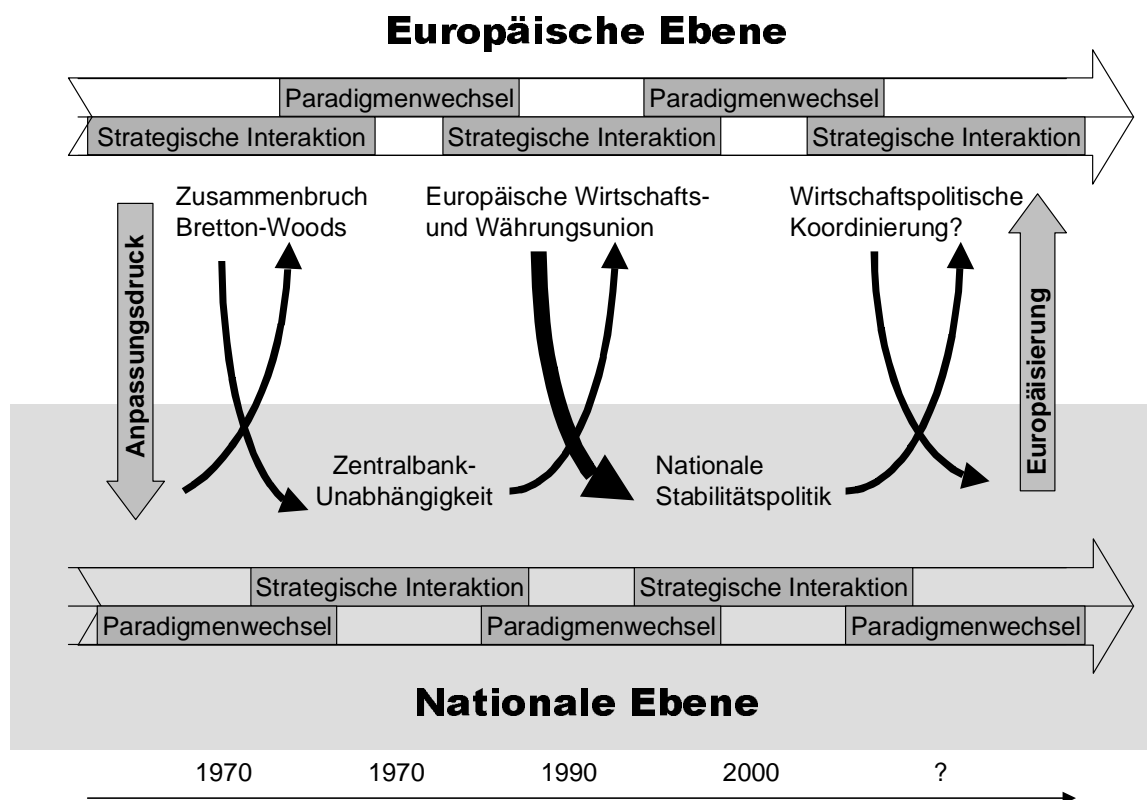 Europäische Ebene
Paradigmenwechsel
Paradigmenwechsel
Strategische Interaktion
Strategische Interaktion
Strategische Interaktion
Zusammenbruch
Bretton-Woods
Europäische Wirtschafts-
und Währungsunion
Wirtschaftspolitische
Koordinierung?
Anpassungsdruck
Europäisierung
Zentralbank-
Unabhängigkeit
Nationale
Stabilitätspolitik
Strategische Interaktion
Strategische Interaktion
Paradigmenwechsel
Paradigmenwechsel
Paradigmenwechsel
Nationale Ebene
1970 1970 1990 2000 ?